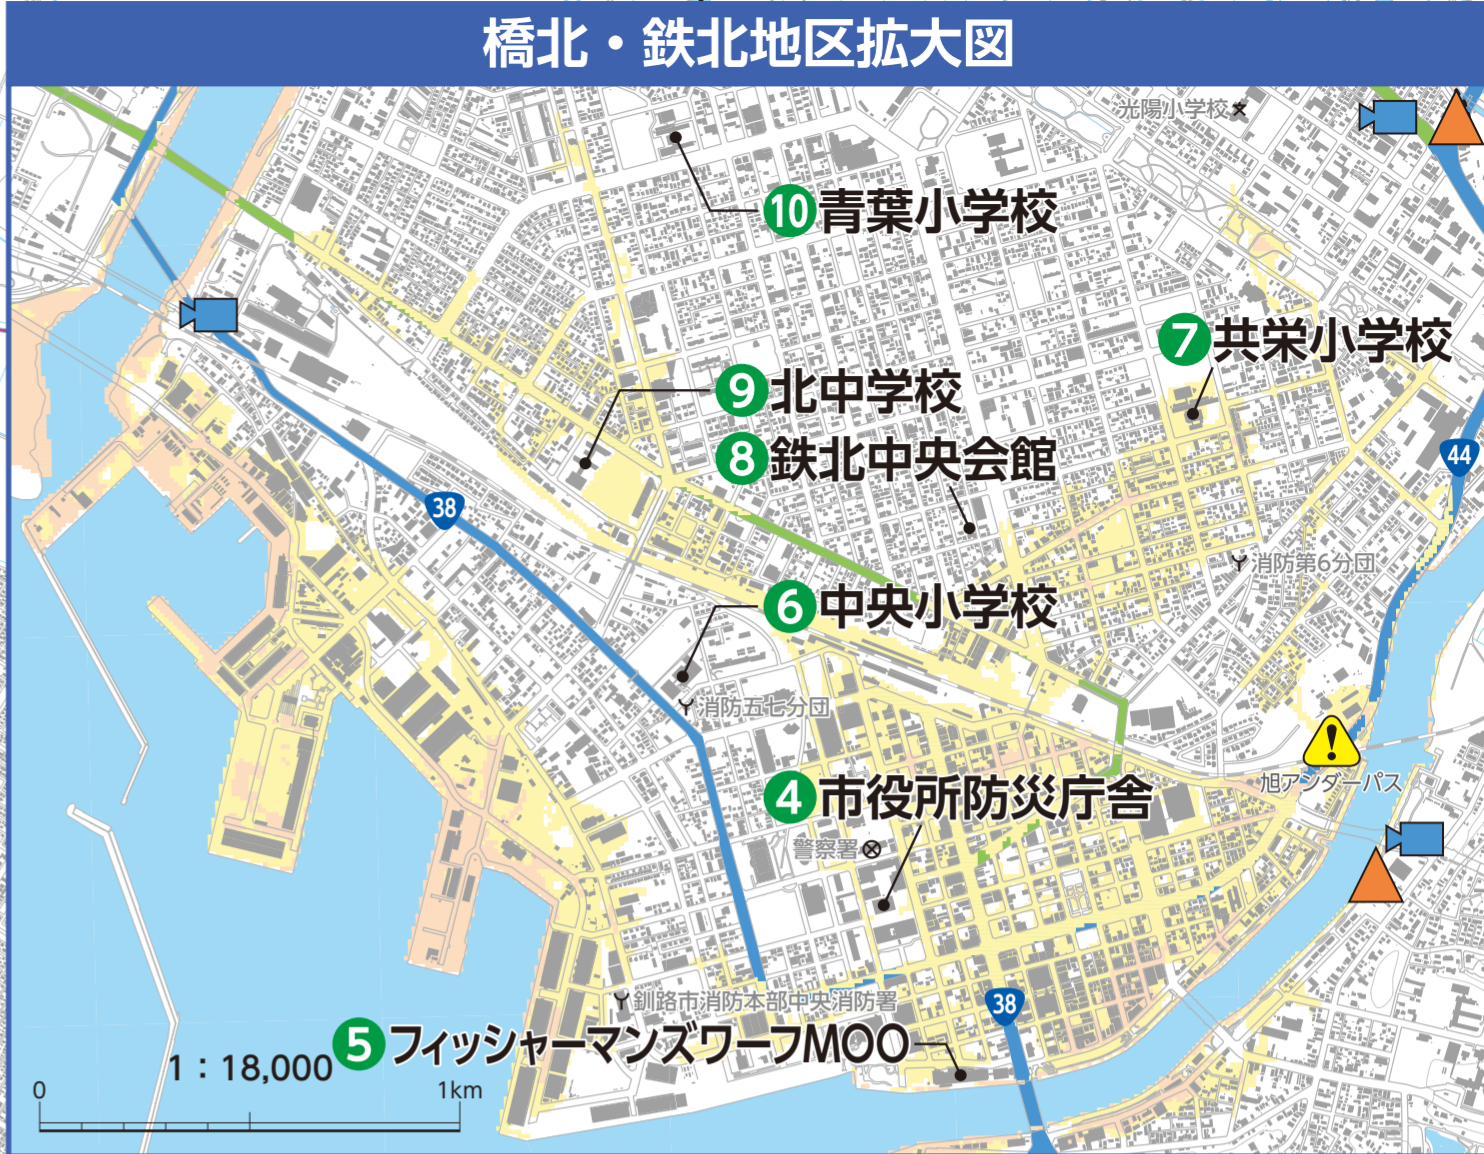 橋北・鉄北地区拡大図
光陽小学校
10 青葉小学校
7 共栄小学校
9 北中学校
8 鉄北中央会館
44
38
消防第6分団
6 中央小学校
消防五七分団
!
旭アンダーパス
4 市役所防災庁舎
警察署
釧路市消防本部中央消防署
38
5 フィッシャーマンズワーフMOO
1：18,000
0 1km